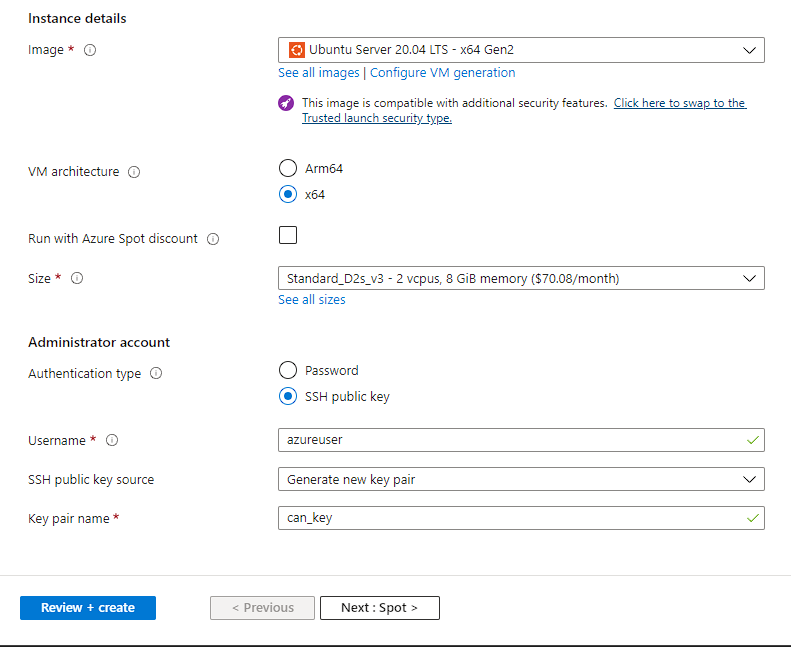 Instance details
Image *
Ubuntu Server 20.04 LTS - x64 Gen2
See all images | Configure VM generation
This image is compatible with additional security features. Click here to swap to the
Trusted launch security type.
VM architecture
Arm64
x64
Run with Azure Spot discount
Size *
Standard_D2s_v3 - 2 vcpus, 8 GiB memory ($70.08/month)
See all sizes
Administrator account
Authentication type
Password
SSH public key
Username *
azureuser
SSH public key source
Generate new key pair
Key pair name *
can_key
Review + create
< Previous
Next : Spot >